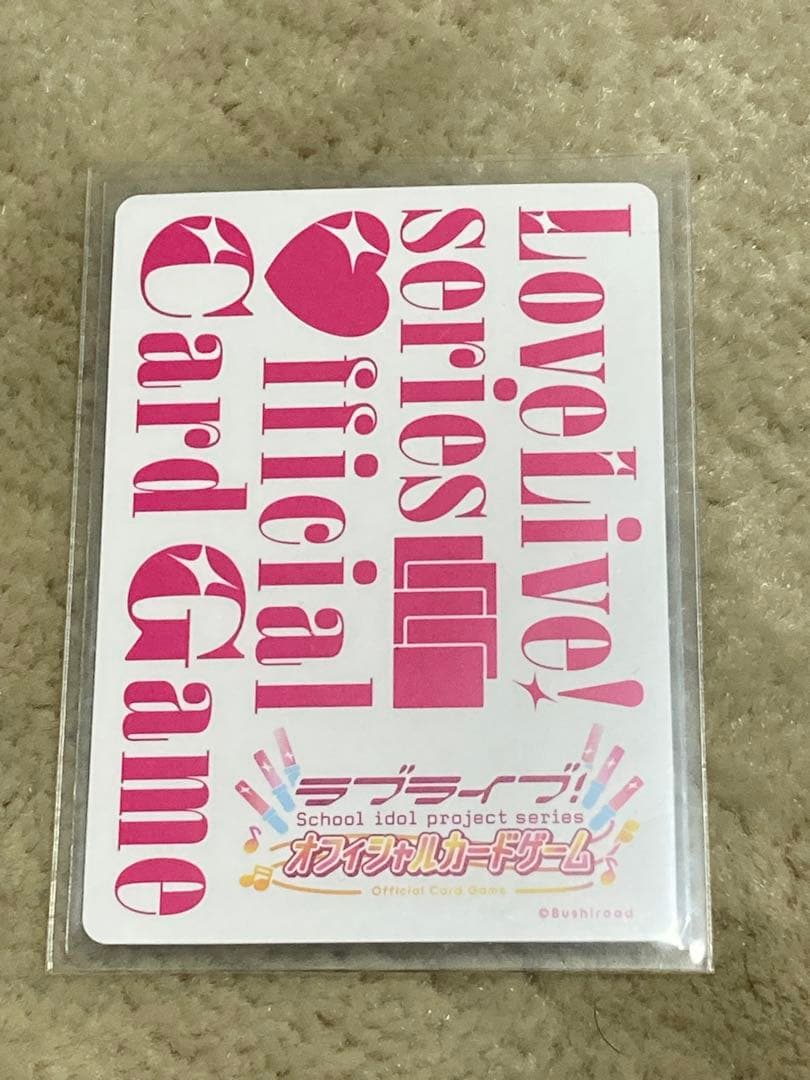 LoveLive!
series
fficial
Card Game
ラブライブ!
School idol project series
オフィシャルカードゲーム
Official Card Game
©Bushiroad